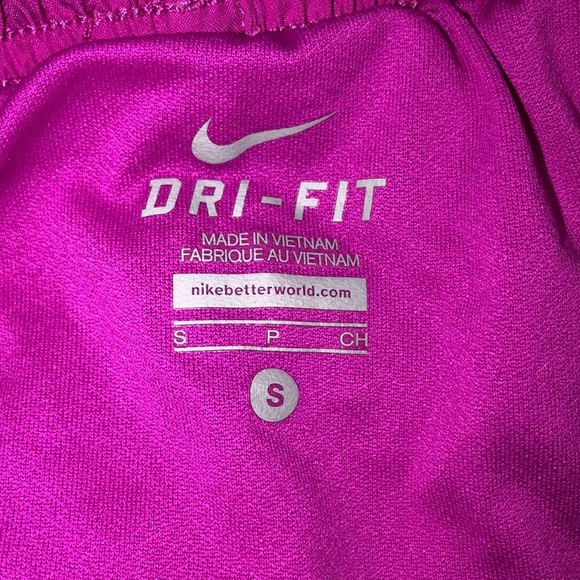 DRI-FIT
MADE IN VIETNAM
FABRIQUE AU VIETNAM
nikebetterworld.com
S P CH
S